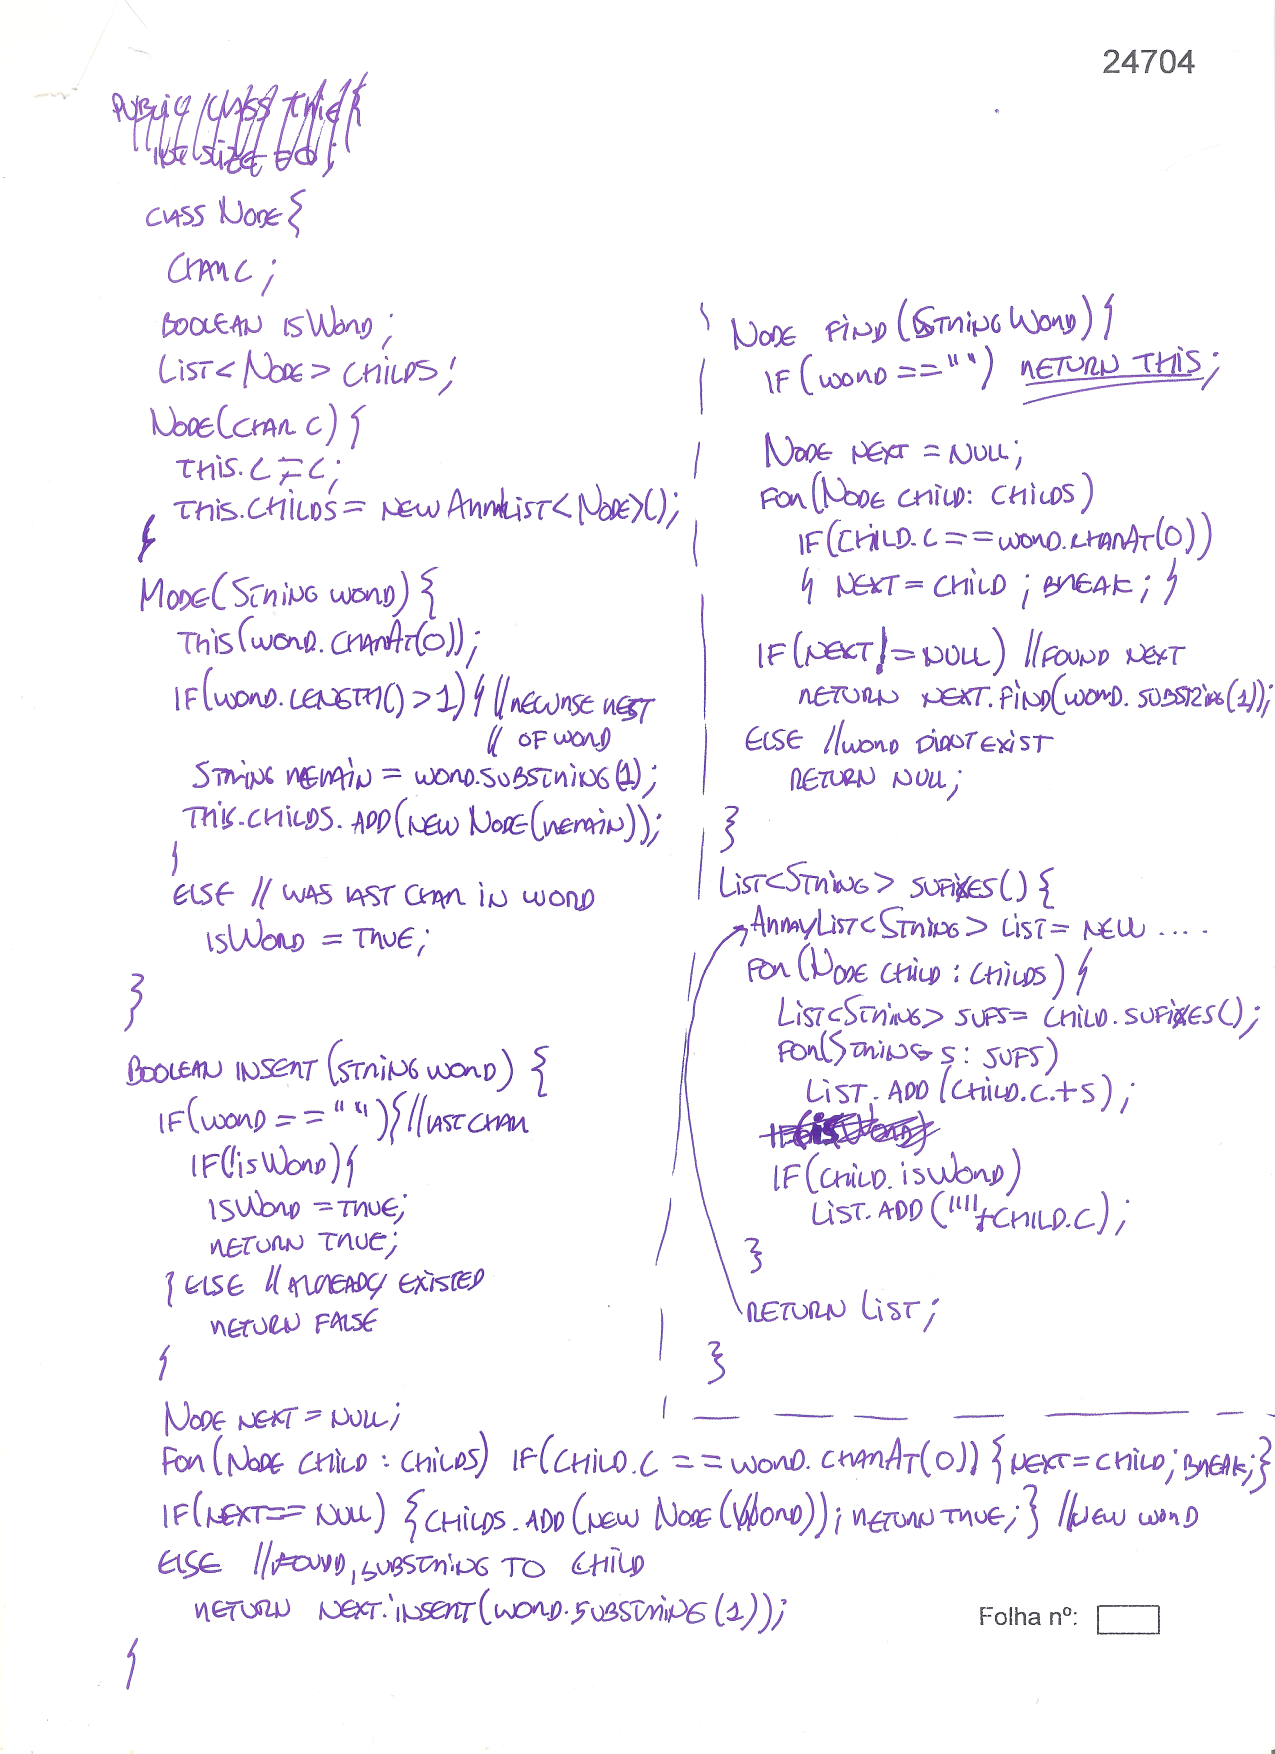 24704
PUBLIC CLASS TRIE{
INT SIZE = 0;
CLASS NODE{
CHAR C;
BOOLEAN ISWORD;
LIST<NODE> CHILDS;
NODE(CHAR C){
THIS.C = C;
THIS.CHILDS = NEW ARRAYLIST<NODE>();
}
NODE(STRING WORD){
THIS(WORD.CHARAT(0));
IF(WORD.LENGTH()>1){ //RECURSE REST
// OF WORD
STRING REMAIN = WORD.SUBSTRING(1);
THIS.CHILDS.ADD(NEW NODE(REMAIN));
}
ELSE // WAS LAST CHAR IN WORD
ISWORD = TRUE;
}
BOOLEAN INSERT(STRING WORD){
IF(WORD == ""){//LAST CHAR
IF(!ISWORD){
ISWORD = TRUE;
RETURN TRUE;
} ELSE // ALREADY EXISTED
RETURN FALSE
}
NODE NEXT = NULL;
FOR(NODE CHILD : CHILDS) IF(CHILD.C == WORD.CHARAT(0)){NEXT=CHILD;BREAK;}
IF(NEXT== NULL) {CHILDS.ADD(NEW NODE(WORD)); RETURN TRUE;} //NEW WORD
ELSE //FOUND, SUBSTRING TO CHILD
RETURN NEXT.INSERT(WORD.SUBSTRING(1));
}
NODE FIND(STRING WORD){
IF(WORD == "") RETURN THIS;
NODE NEXT = NULL;
FOR(NODE CHILD: CHILDS)
IF(CHILD.C == WORD.CHARAT(0))
{ NEXT = CHILD; BREAK; }
IF(NEXT != NULL) //FOUND NEXT
RETURN NEXT.FIND(WORD.SUBSTRING(1));
ELSE //WORD DIDNT EXIST
RETURN NULL;
}
LIST<STRING> SUFIXES(){
ARRAYLIST<STRING> LIST = NEW ....
FOR(NODE CHILD : CHILDS){
LIST<STRING> SUFS= CHILD.SUFIXES();
FOR(STRING S : SUFS)
LIST.ADD(CHILD.C.+S);
IF(ISWORD)
IF(CHILD.ISWORD)
LIST.ADD(""+CHILD.C);
}
RETURN LIST;
}
Folha nº: